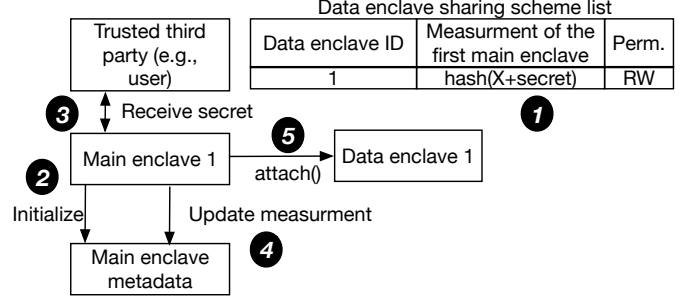 Data enclave sharing scheme list
Data enclave ID
Measurment of the
first main enclave
Perm.
1
hash(X+secret)
RW
1
Trusted third
party (e.g.,
user)
3
Receive secret
Main enclave 1
5
attach()
Data enclave 1
2
Initialize
Update measurment
4
Main enclave
metadata